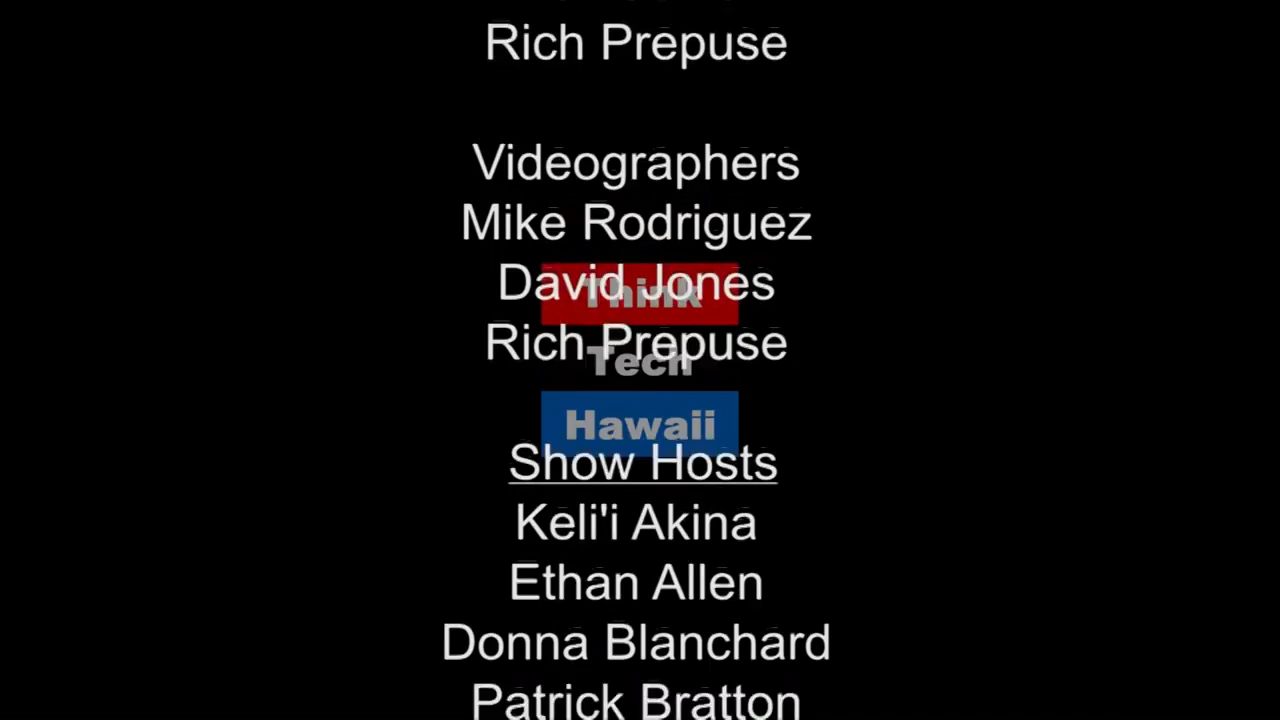 Rich Prepuse
Videographers
Mike Rodriguez
David Jones
Think
Rich Prepuse
Tech
Hawaii
Show Hosts
Keli'i Akina
Ethan Allen
Donna Blanchard
Patrick Bratton